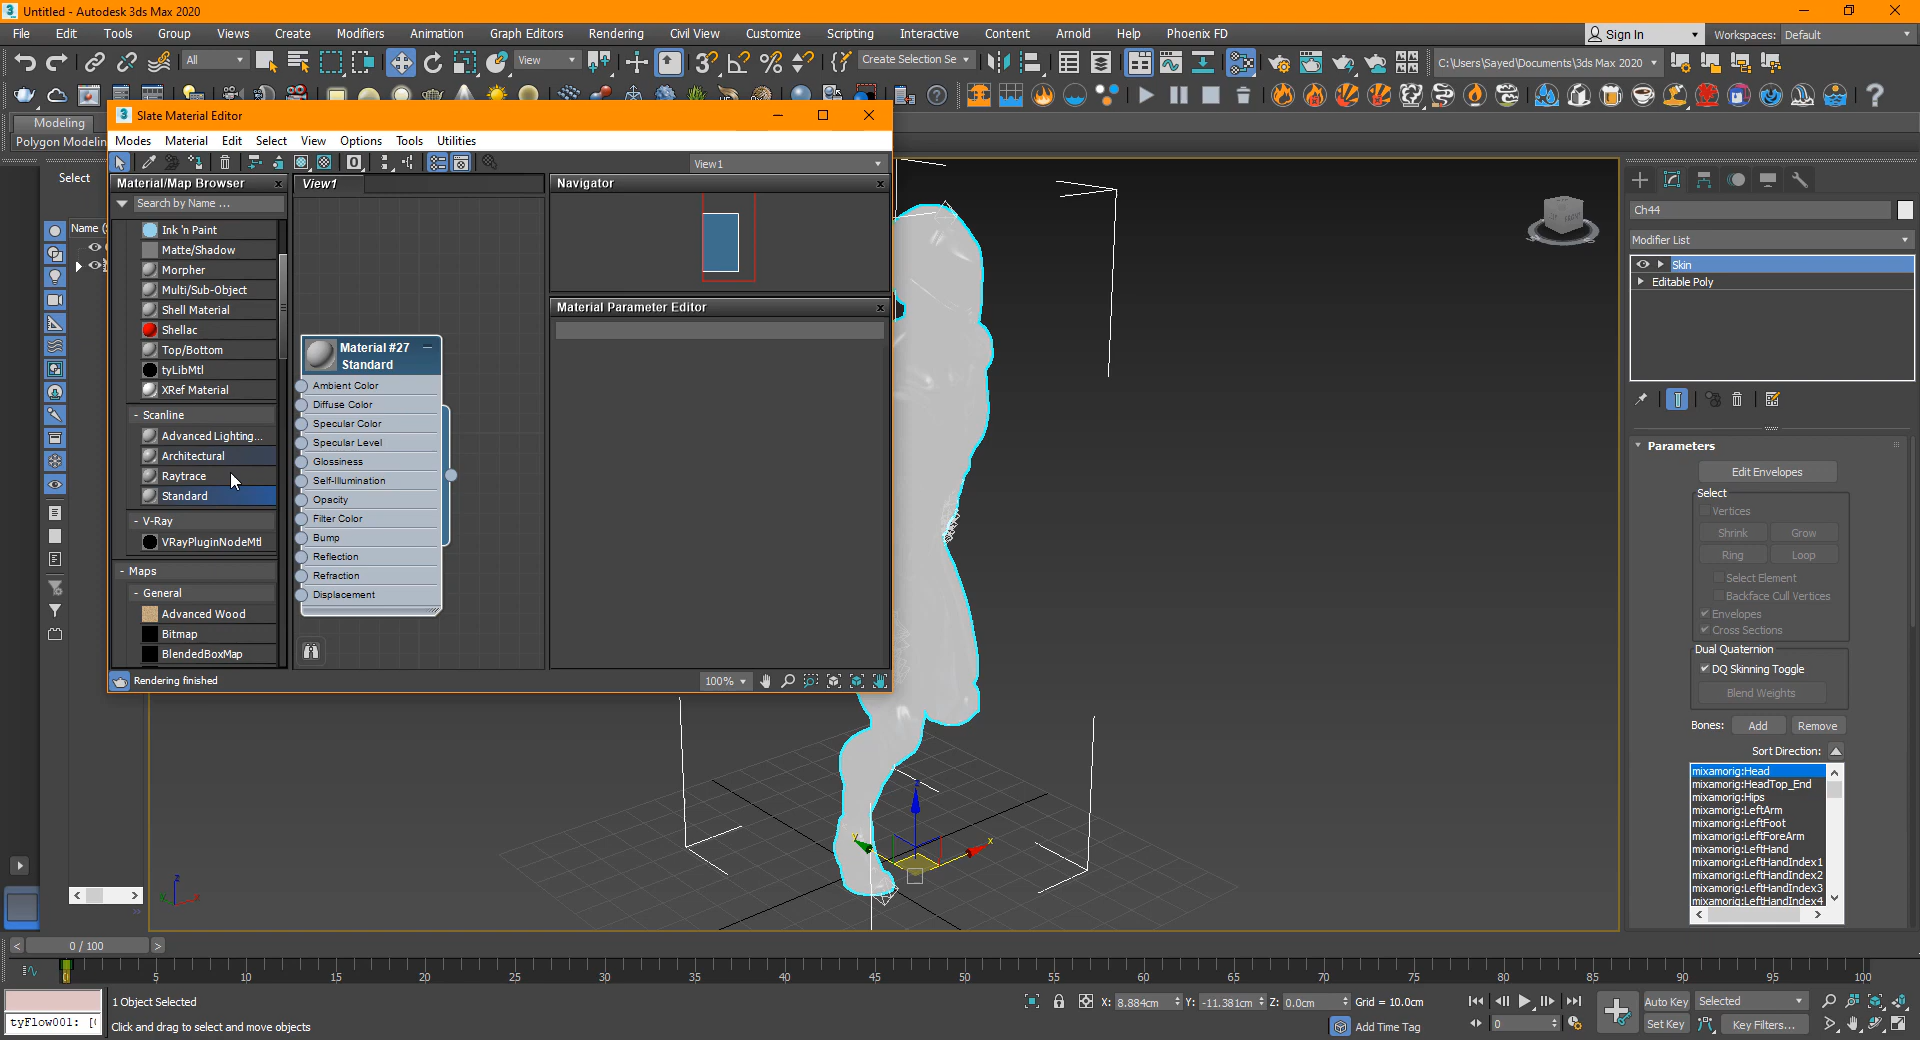 Untitled - Autodesk 3ds Max 2020
File Edit Tools Group Views Create Modifiers Animation Graph Editors Rendering Civil View Customize Scripting Interactive Content Arnold Help Phoenix FD
Sign In Workspaces: Default
All View Create Selection Se C:\Users\Sayed\Documents\3ds Max 2020
Modeling
Polygon Modelin
Select
Name (
Slate Material Editor
Modes Material Edit Select View Options Tools Utilities
View1
Material/Map Browser
Search by Name ...
Ink 'n Paint
Matte/Shadow
Morpher
Multi/Sub-Object
Shell Material
Shellac
Top/Bottom
tyLibMtl
XRef Material
- Scanline
Advanced Lighting...
Architectural
Raytrace
Standard
- V-Ray
VRayPluginNodeMtl
- Maps
- General
Advanced Wood
Bitmap
BlendedBoxMap
View1
Material #27
Standard
Ambient Color
Diffuse Color
Specular Color
Specular Level
Glossiness
Self-Illumination
Opacity
Filter Color
Bump
Reflection
Refraction
Displacement
Navigator
Material Parameter Editor
Rendering finished
100%
Ch44
Modifier List
Skin
Editable Poly
Parameters
Edit Envelopes
Select
Vertices
Shrink Grow
Ring Loop
Select Element
Backface Cull Vertices
Envelopes
Cross Sections
Dual Quaternion
DQ Skinning Toggle
Blend Weights
Bones: Add Remove
Sort Direction:
mixamorig:Head
mixamorig:HeadTop_End
mixamorig:Hips
mixamorig:LeftArm
mixamorig:LeftFoot
mixamorig:LeftForeArm
mixamorig:LeftHand
mixamorig:LeftHandIndex1
mixamorig:LeftHandIndex2
mixamorig:LeftHandIndex3
mixamorig:LeftHandIndex4
z
x
y
0 / 100
0 5 10 15 20 25 30 35 40 45 50 55 60 65 70 75 80 85 90 95 100
1 Object Selected
Click and drag to select and move objects
tyFlow001: [
X: 8.884cm Y: -11.381cm Z: 0.0cm Grid = 10.0cm
Add Time Tag
0
Auto Key Selected
Set Key Key Filters...